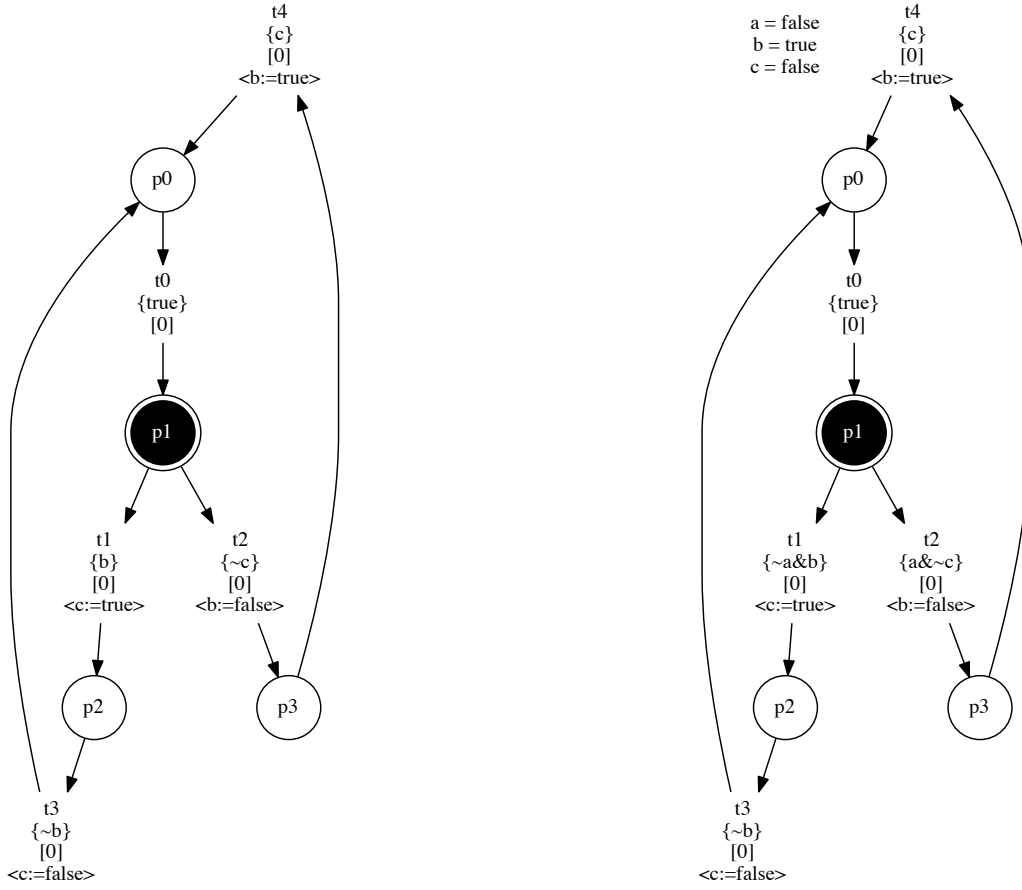 t4
{c}
[0]
<b:=true>
p0
t0
{true}
[0]
p1
t1
{b}
[0]
<c:=true>
t2
{~c}
[0]
<b:=false>
p2
p3
t3
{~b}
[0]
<c:=false>
a = false
b = true
c = false
t4
{c}
[0]
<b:=true>
p0
t0
{true}
[0]
p1
t1
{~a&b}
[0]
<c:=true>
t2
{a&~c}
[0]
<b:=false>
p2
p3
t3
{~b}
[0]
<c:=false>